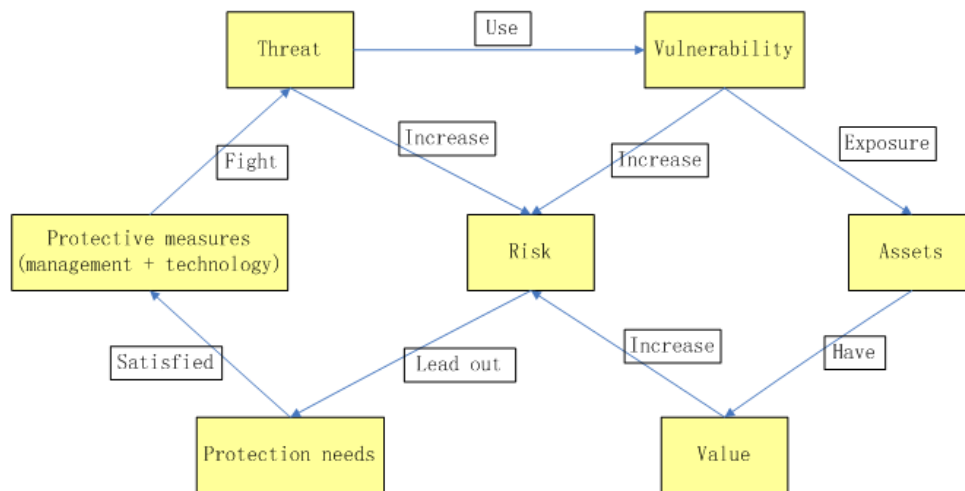 Use
Threat
Vulnerability
Increase
Exposure
Fight
Increase
Protective measures
(management + technology)
Risk
Assets
Satisfied
Lead out
Increase
Have
Protection needs
Value